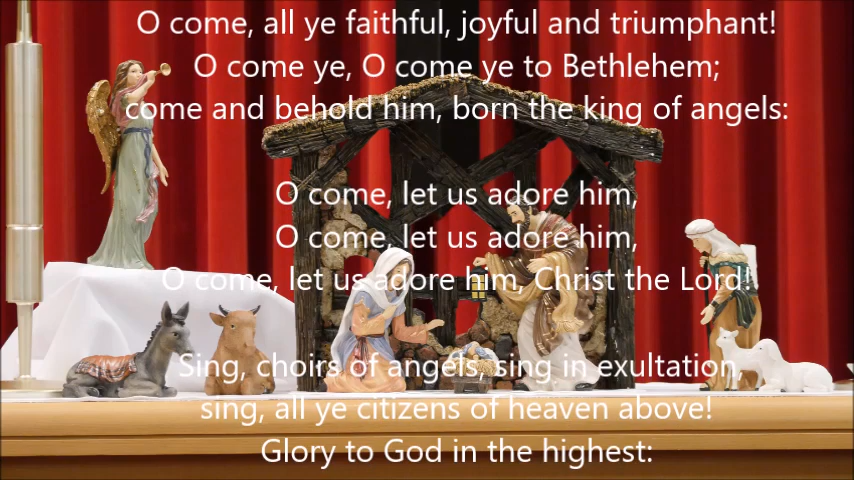 O come, all ye faithful, joyful and triumphant!
O come ye, O come ye to Bethlehem;
come and behold him, born the king of angels:
O come, let us adore him,
O come, let us adore him,
O come, let us adore him, Christ the Lord!
Sing, choirs of angels, sing in exultation,
sing, all ye citizens of heaven above!
Glory to God in the highest: